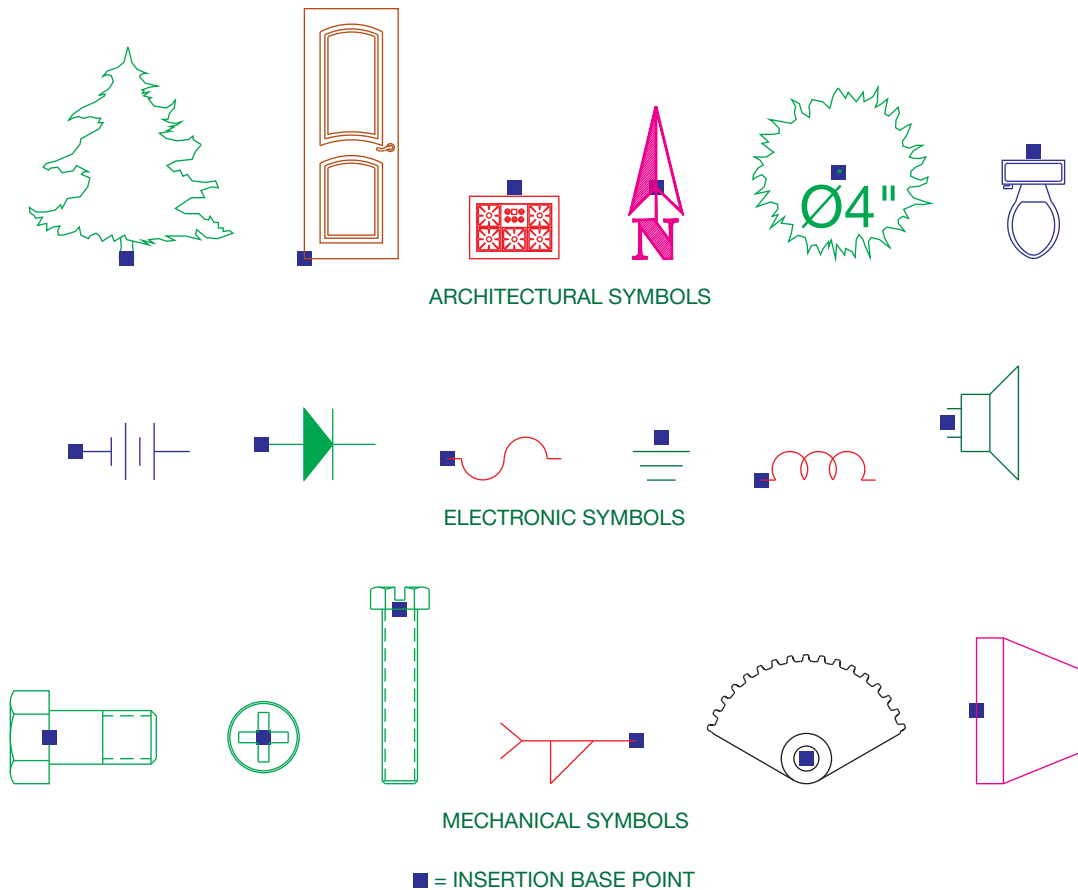 N
Ø4"
ARCHITECTURAL SYMBOLS
ELECTRONIC SYMBOLS
MECHANICAL SYMBOLS
= INSERTION BASE POINT